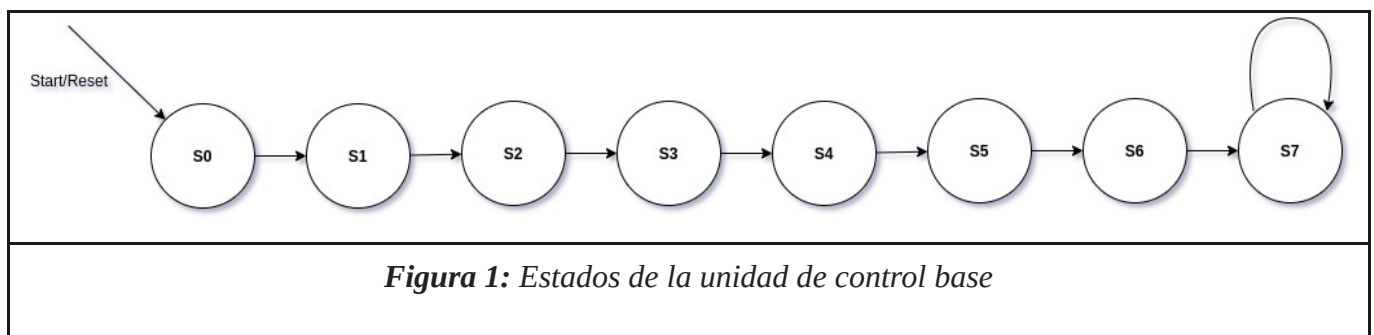 Start/Reset
S0
S1
S2
S3
S4
S5
S6
S7
Figura 1: Estados de la unidad de control base